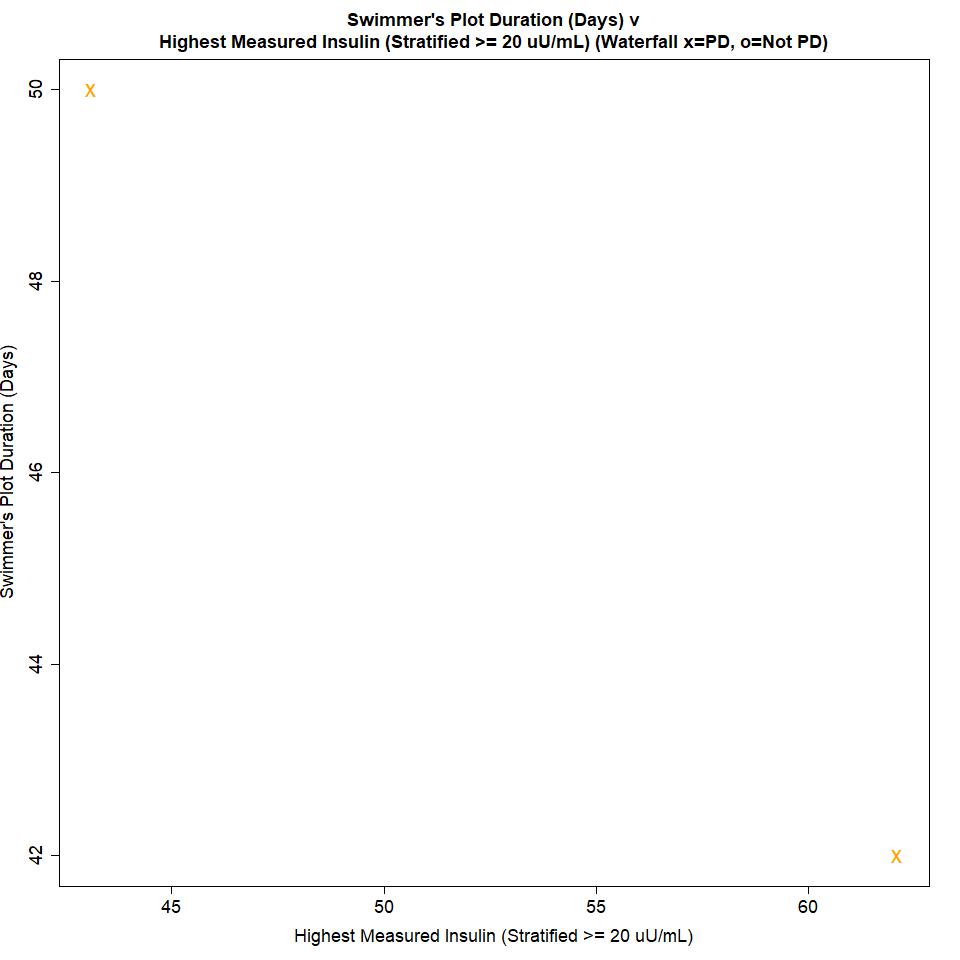 Swimmer's Plot Duration (Days) v
Highest Measured Insulin (Stratified >= 20 uU/mL) (Waterfall x=PD, o=Not PD)
Swimmer's Plot Duration (Days)
50
48
46
44
42
X
X
45
50
55
60
Highest Measured Insulin (Stratified >= 20 uU/mL)